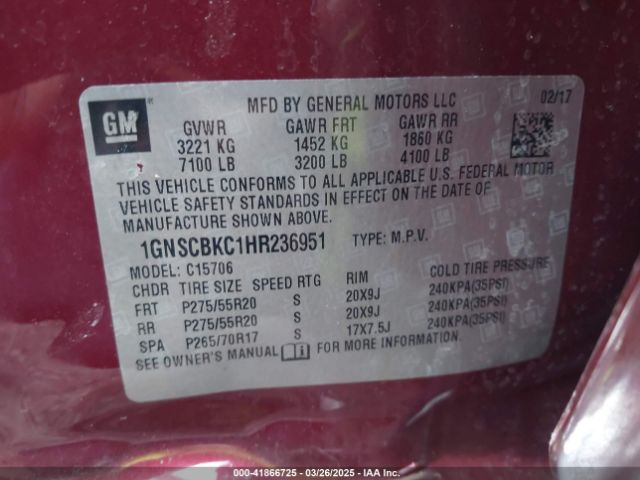 GM
MFD BY GENERAL MOTORS LLC 02/17
GVWR GAWR FRT GAWR RR
3221 KG 1452 KG 1860 KG
7100 LB 3200 LB 4100 LB
THIS VEHICLE CONFORMS TO ALL APPLICABLE U.S. FEDERAL MOTOR
VEHICLE SAFETY STANDARDS IN EFFECT ON THE DATE OF
MANUFACTURE SHOWN ABOVE.
1GNSCBKC1HR236951 TYPE: M.P.V.
MODEL: C15706
CHDR TIRE SIZE SPEED RTG RIM COLD TIRE PRESSURE
FRT P275/55R20 S 20X9J 240KPA(35PSI)
RR P275/55R20 S 20X9J 240KPA(35PSI)
SPA P265/70R17 S 17X7.5J 240KPA(35PSI)
SEE OWNER'S MANUAL FOR MORE INFORMATION.
000-41866725 - 03/26/2025 - IAA Inc.